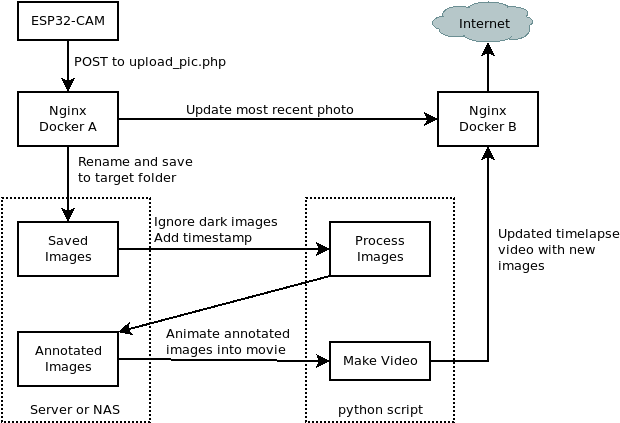 ESP32-CAM
Internet
POST to upload_pic.php
Nginx
Docker A
Update most recent photo
Nginx
Docker B
Rename and save
to target folder
Saved
Images
Ignore dark images
Add timestamp
Process
Images
Updated timelapse
video with new
images
Annotated
Images
Animate annotated
images into movie
Make Video
Server or NAS
python script